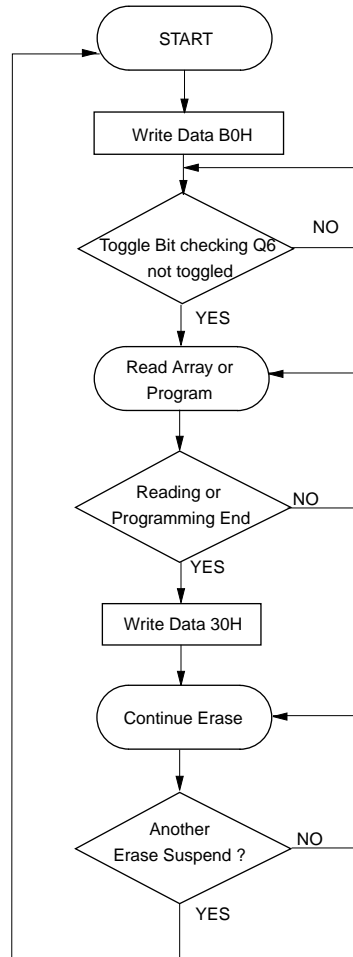 START
Write Data B0H
Toggle Bit checking Q6
not toggled
NO
YES
Read Array or
Program
Reading or
Programming End
NO
YES
Write Data 30H
Continue Erase
Another
Erase Suspend ?
NO
YES